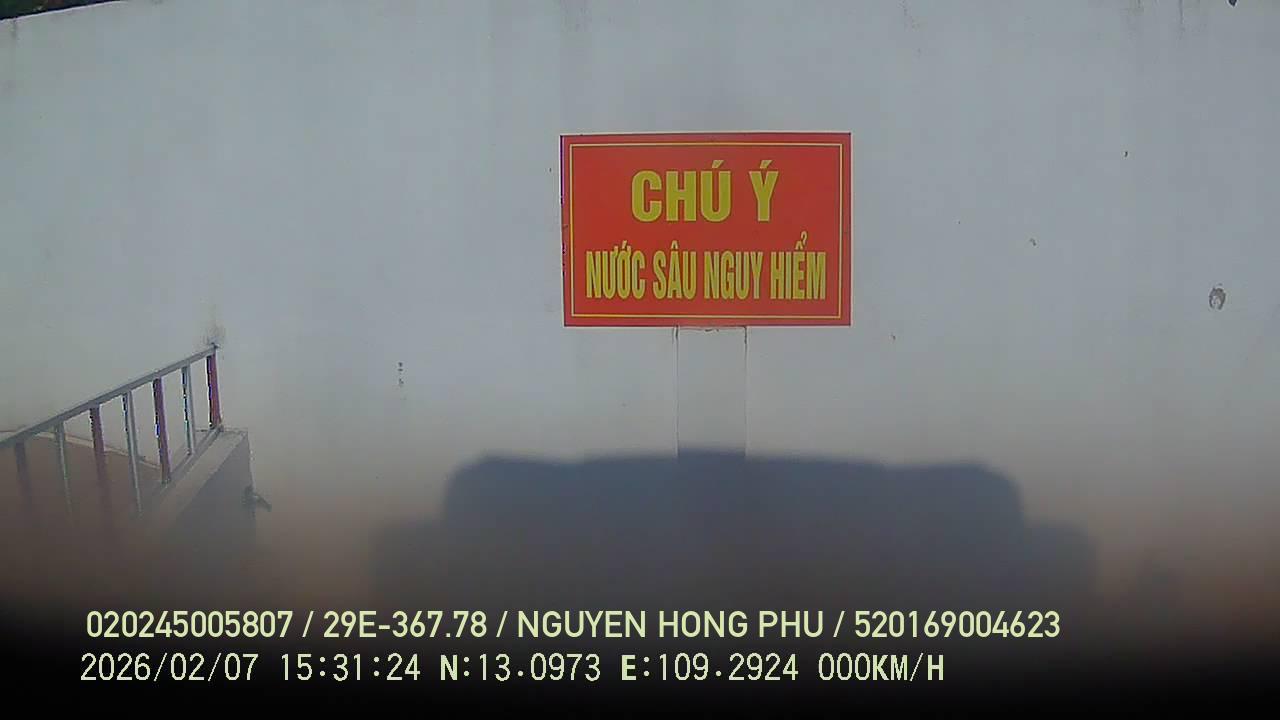 CHÚ Ý
NƯỚC SÂU NGUY HIỂM
020245005807 / 29E-367.78 / NGUYEN HONG PHU / 520169004623
2026/02/07 15:31:24 N:13.0973 E:109.2924 000KM/H